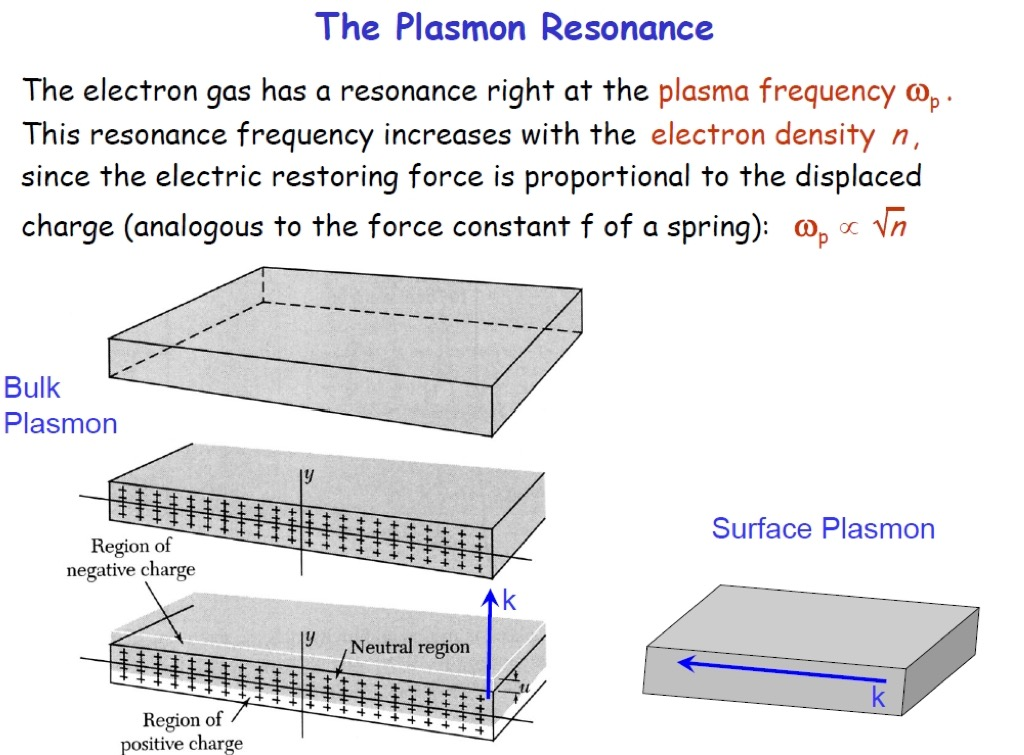 The Plasmon Resonance
The electron gas has a resonance right at the plasma frequency ωₚ .
This resonance frequency increases with the electron density n,
since the electric restoring force is proportional to the displaced
charge (analogous to the force constant f of a spring): ωₚ ∝ √n
Bulk
Plasmon
y
Region of
negative charge
Surface Plasmon
k
y
Neutral region
u
k
Region of
positive charge